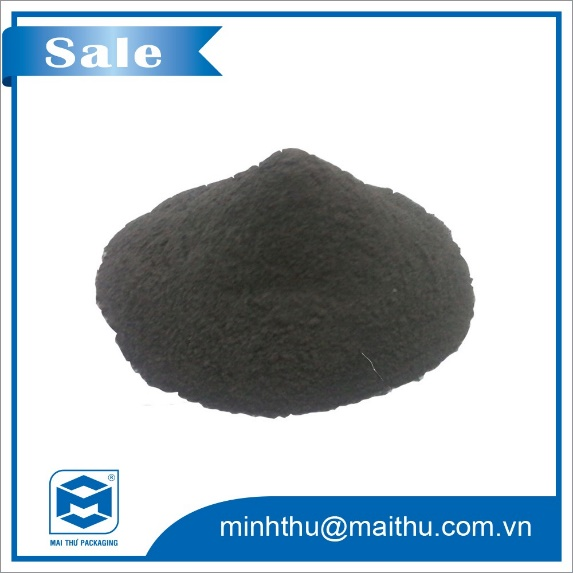 Sale
®
MAI THƯ PACKAGING
minhthu@maithu.com.vn